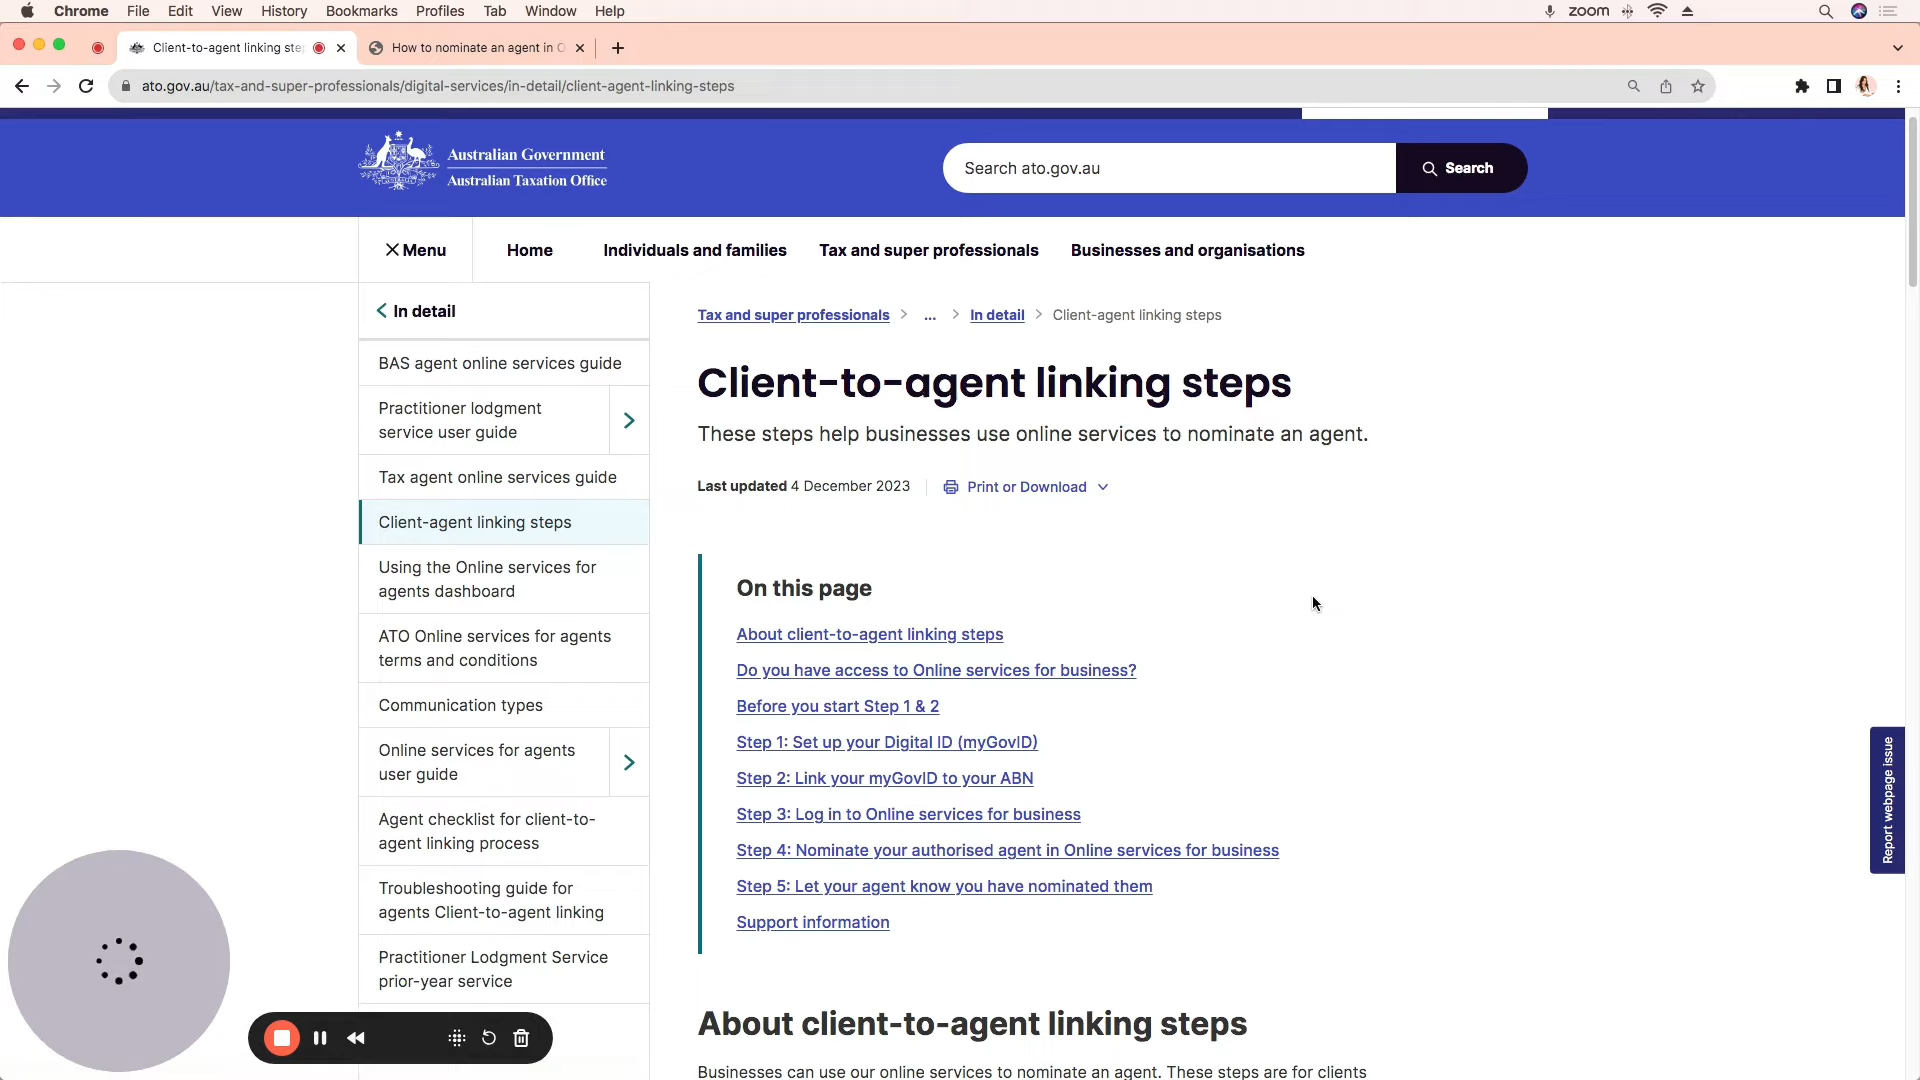 Chrome File Edit View History Bookmarks Profiles Tab Window Help zoom
Client-to-agent linking ste
How to nominate an agent in O
ato.gov.au/tax-and-super-professionals/digital-services/in-detail/client-agent-linking-steps
Australian Government
Australian Taxation Office
Search ato.gov.au
Search
Menu
Home
Individuals and families
Tax and super professionals
Businesses and organisations
In detail
BAS agent online services guide
Practitioner lodgment
service user guide
Tax agent online services guide
Client-agent linking steps
Using the Online services for
agents dashboard
ATO Online services for agents
terms and conditions
Communication types
Online services for agents
user guide
Agent checklist for client-to-
agent linking process
Troubleshooting guide for
agents Client-to-agent linking
Practitioner Lodgment Service
prior-year service
Tax and super professionals > ... > In detail > Client-agent linking steps
Client-to-agent linking steps
These steps help businesses use online services to nominate an agent.
Last updated 4 December 2023
Print or Download
On this page
About client-to-agent linking steps
Do you have access to Online services for business?
Before you start Step 1 & 2
Step 1: Set up your Digital ID (myGovID)
Step 2: Link your myGovID to your ABN
Step 3: Log in to Online services for business
Step 4: Nominate your authorised agent in Online services for business
Step 5: Let your agent know you have nominated them
Support information
About client-to-agent linking steps
Businesses can use our online services to nominate an agent. These steps are for clients
Report webpage issue